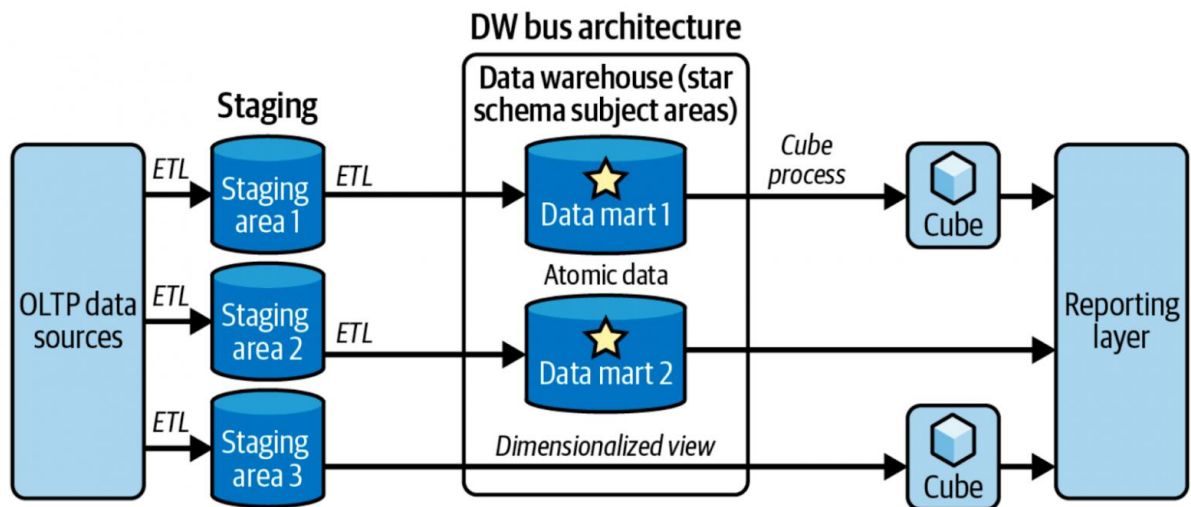 DW bus architecture
Data warehouse (star
schema subject areas)
Staging
OLTP data
sources
ETL
Staging
area 1
ETL
Data mart 1
Cube
process
Cube
Atomic data
ETL
Staging
area 2
ETL
Data mart 2
Reporting
layer
ETL
Staging
area 3
Dimensionalized view
Cube